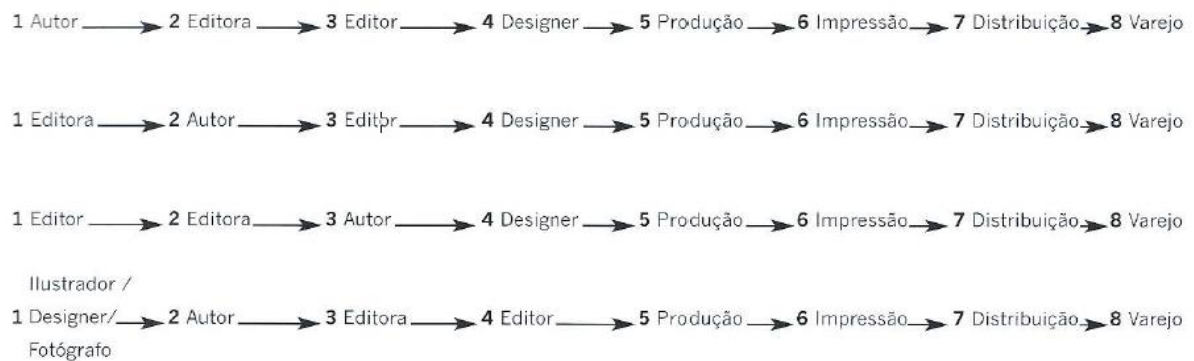 1 Autor 2 Editora 3 Editor 4 Designer 5 Produção 6 Impressão 7 Distribuição 8 Varejo
1 Editora 2 Autor 3 Editor 4 Designer 5 Produção 6 Impressão 7 Distribuição 8 Varejo
1 Editor 2 Editora 3 Autor 4 Designer 5 Produção 6 Impressão 7 Distribuição 8 Varejo
Ilustrador /
1 Designer/ 2 Autor 3 Editora 4 Editor 5 Produção 6 Impressão 7 Distribuição 8 Varejo
Fotógrafo